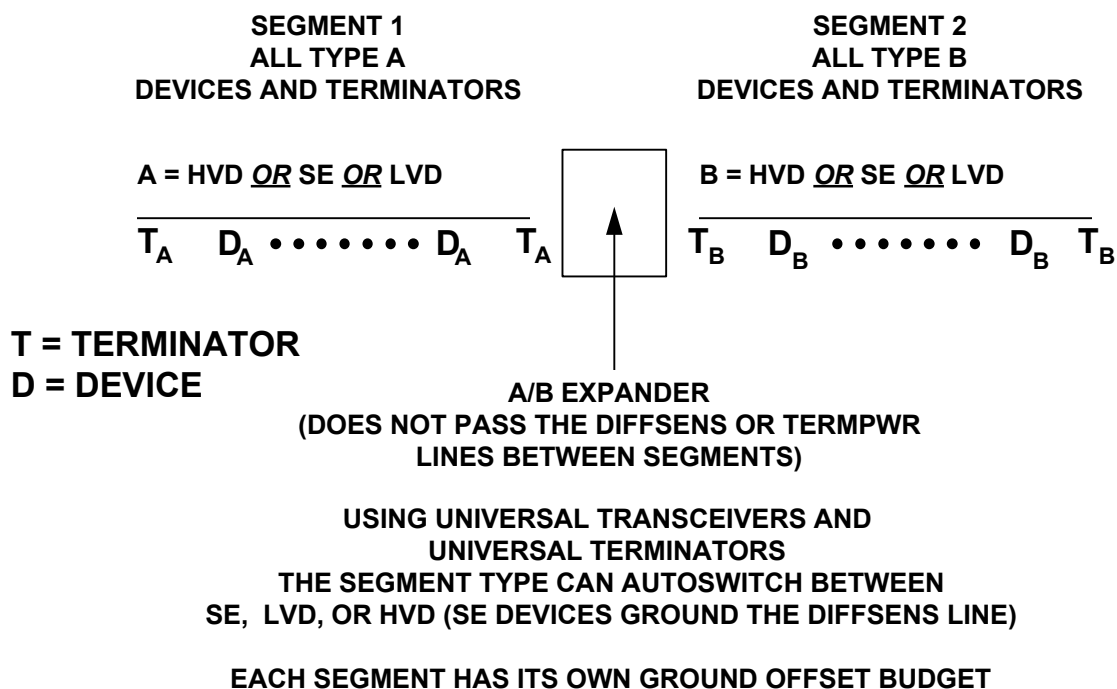 SEGMENT 1
ALL TYPE A
DEVICES AND TERMINATORS
SEGMENT 2
ALL TYPE B
DEVICES AND TERMINATORS
A = HVD OR SE OR LVD
B = HVD OR SE OR LVD
TA DA • • • • • • • DA TA
TB DB • • • • • • • DB TB
T = TERMINATOR
D = DEVICE
A/B EXPANDER
(DOES NOT PASS THE DIFFSENS OR TERMPWR
LINES BETWEEN SEGMENTS)
USING UNIVERSAL TRANSCEIVERS AND
UNIVERSAL TERMINATORS
THE SEGMENT TYPE CAN AUTOSWITCH BETWEEN
SE, LVD, OR HVD (SE DEVICES GROUND THE DIFFSENS LINE)
EACH SEGMENT HAS ITS OWN GROUND OFFSET BUDGET